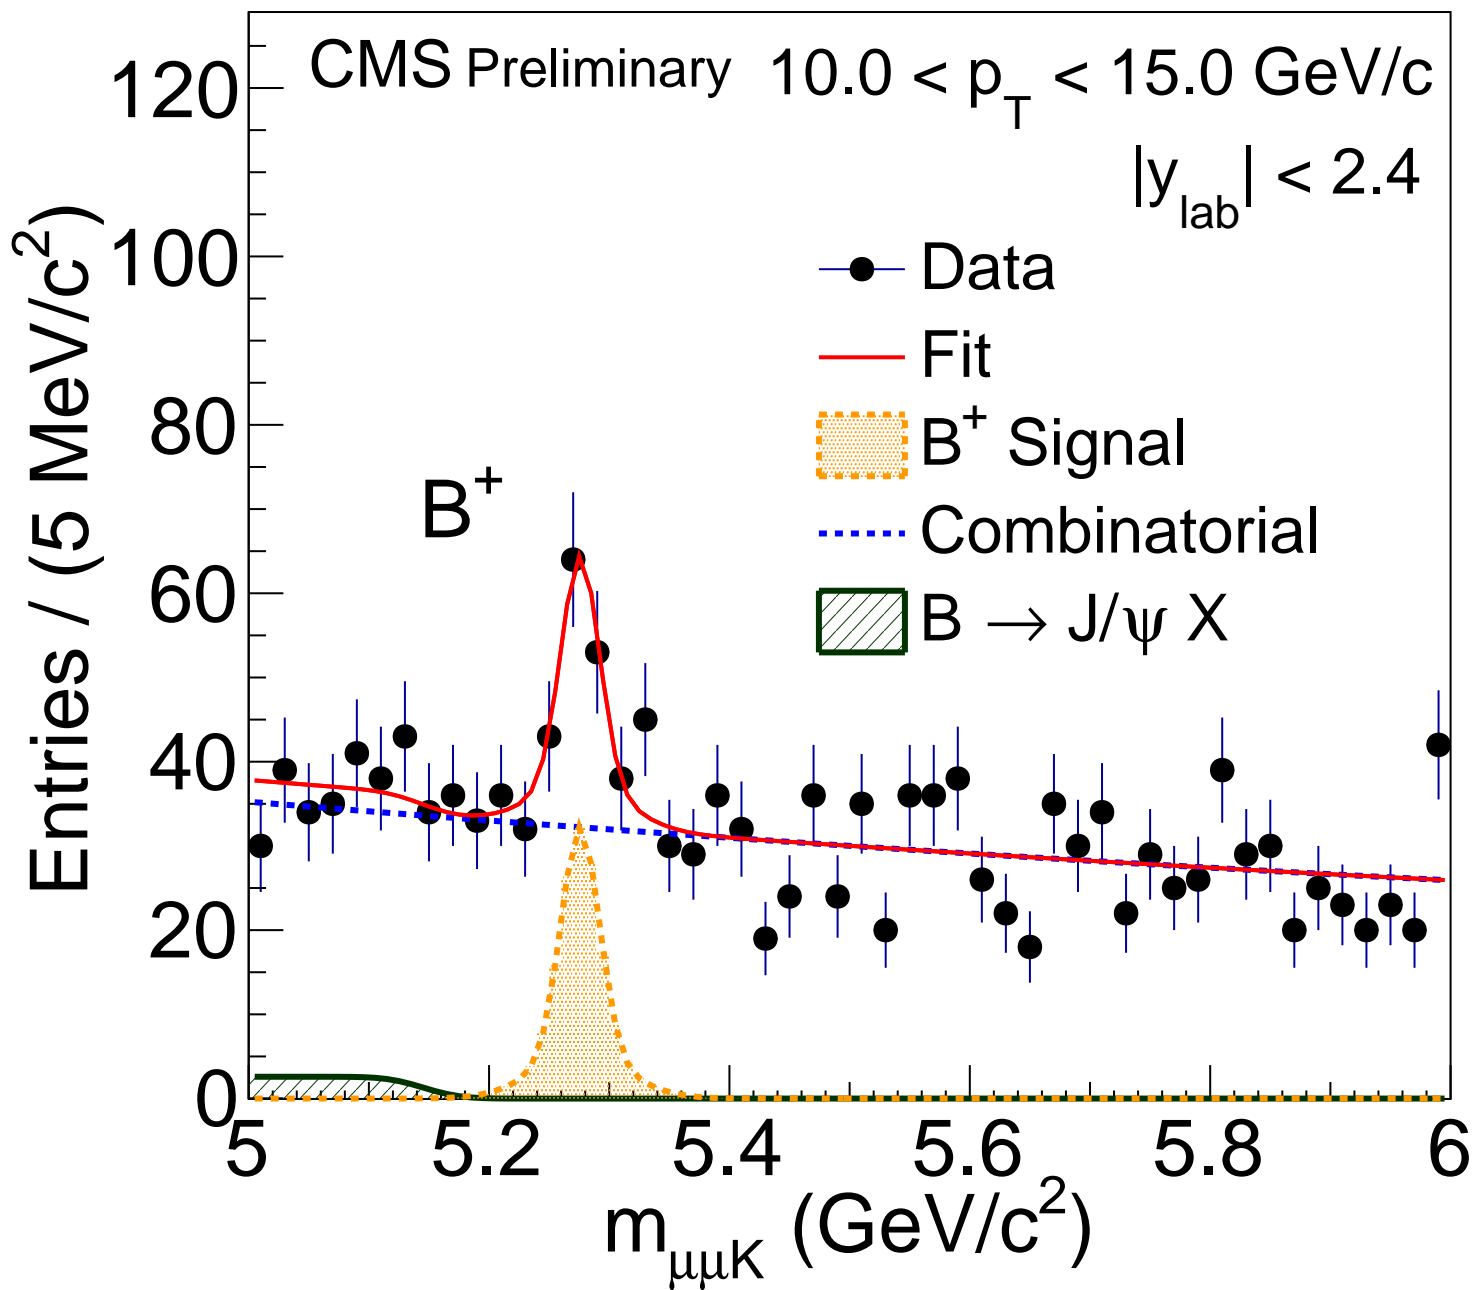 CMS Preliminary 10.0 < p_T < 15.0 GeV/c
|y_lab| < 2.4
Data
Fit
B⁺ Signal
Combinatorial
B → J/ψ X
B⁺
Entries / (5 MeV/c²)
120
100
80
60
40
20
0
5 5.2 5.4 5.6 5.8 6
m_μμK (GeV/c²)